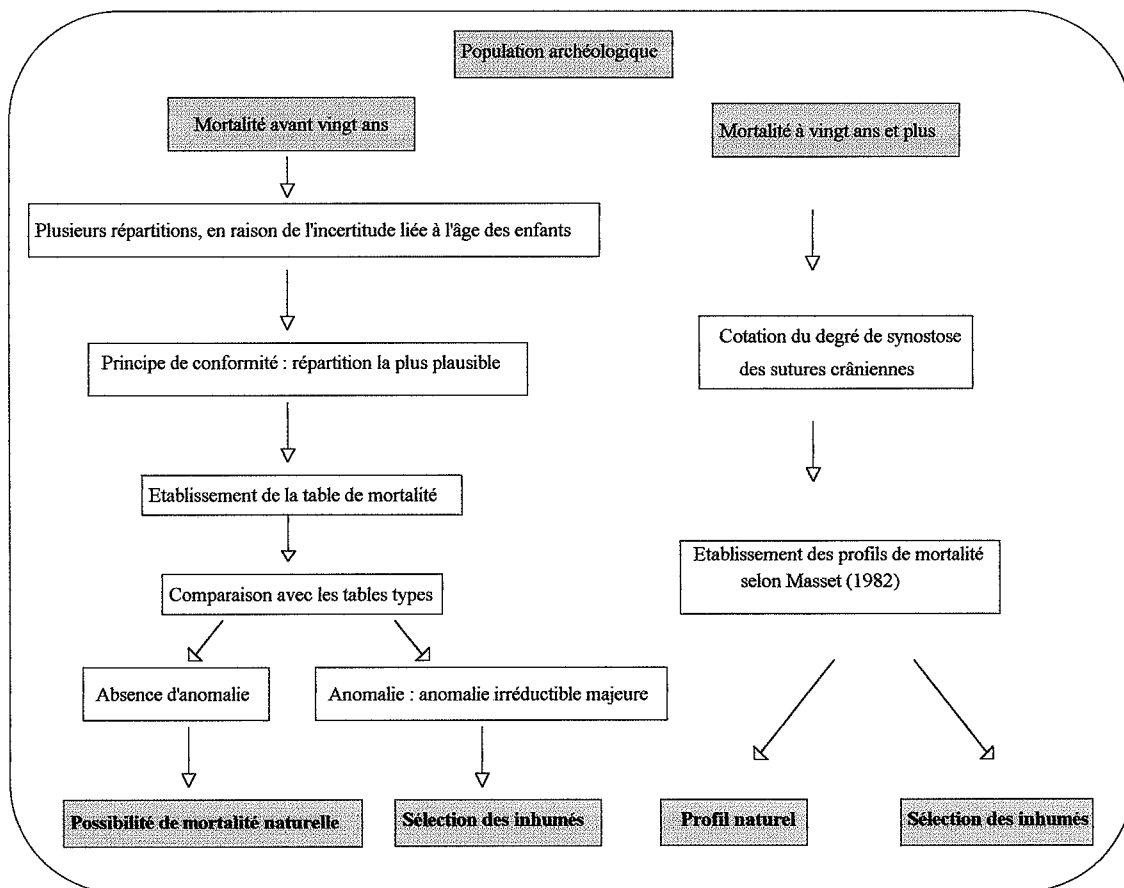 Population archéologique
Mortalité avant vingt ans
Mortalité à vingt ans et plus
Plusieurs répartitions, en raison de l'incertitude liée à l'âge des enfants
Principe de conformité : répartition la plus plausible
Cotation du degré de synostose
des sutures crâniennes
Etablissement de la table de mortalité
Etablissement des profils de mortalité
selon Masset (1982)
Comparaison avec les tables types
Absence d'anomalie
Anomalie : anomalie irréductible majeure
Possibilité de mortalité naturelle
Sélection des inhumés
Profil naturel
Sélection des inhumés